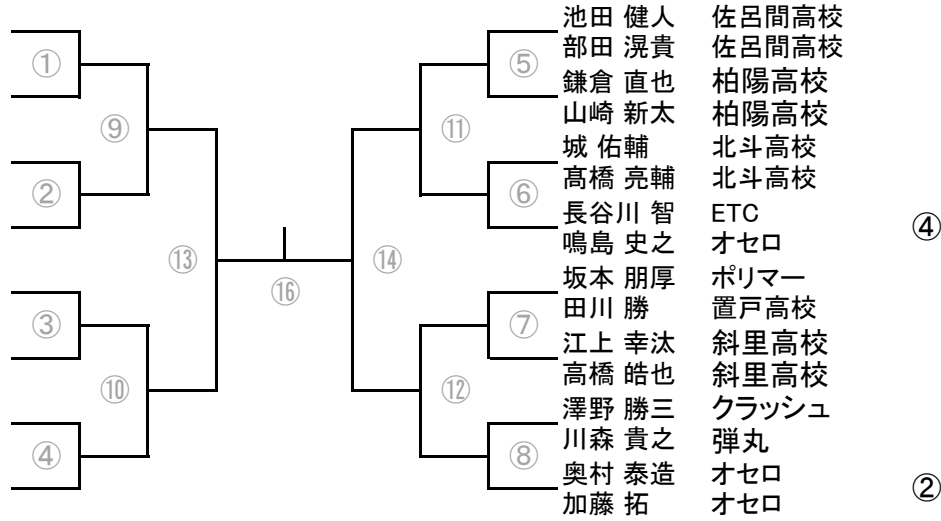 池田 健人 佐呂間高校
部田 滉貴 佐呂間高校
① ⑤
鎌倉 直也 柏陽高校
山崎 新太 柏陽高校
⑨ ⑪
城 佑輔 北斗高校
髙橋 亮輔 北斗高校
② ⑥
長谷川 智 ETC
④
鳴島 史之 オセロ
⑬ ⑭
坂本 朋厚 ポリマー
⑯
田川 勝 置戸高校
③ ⑦
江上 幸汰 斜里高校
高橋 皓也 斜里高校
⑩ ⑫
澤野 勝三 クラッシュ
川森 貴之 弾丸
④ ⑧
奥村 泰造 オセロ
②
加藤 拓 オセロ